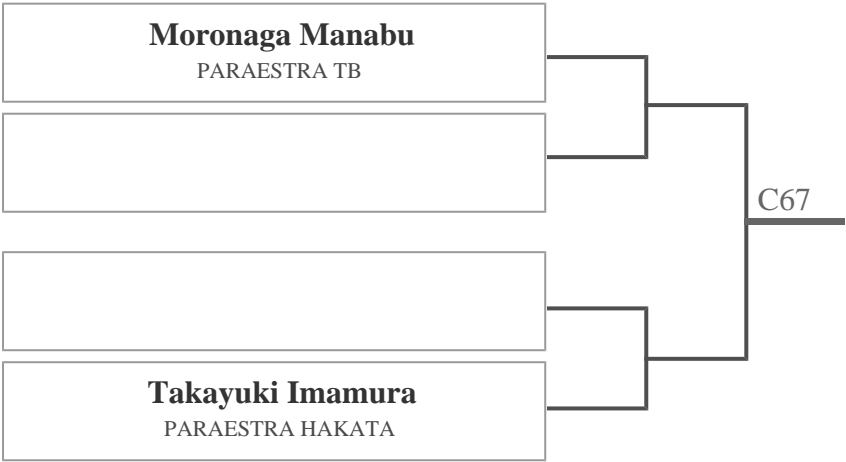 Moronaga Manabu
PARAESTRA TB
C67
Takayuki Imamura
PARAESTRA HAKATA